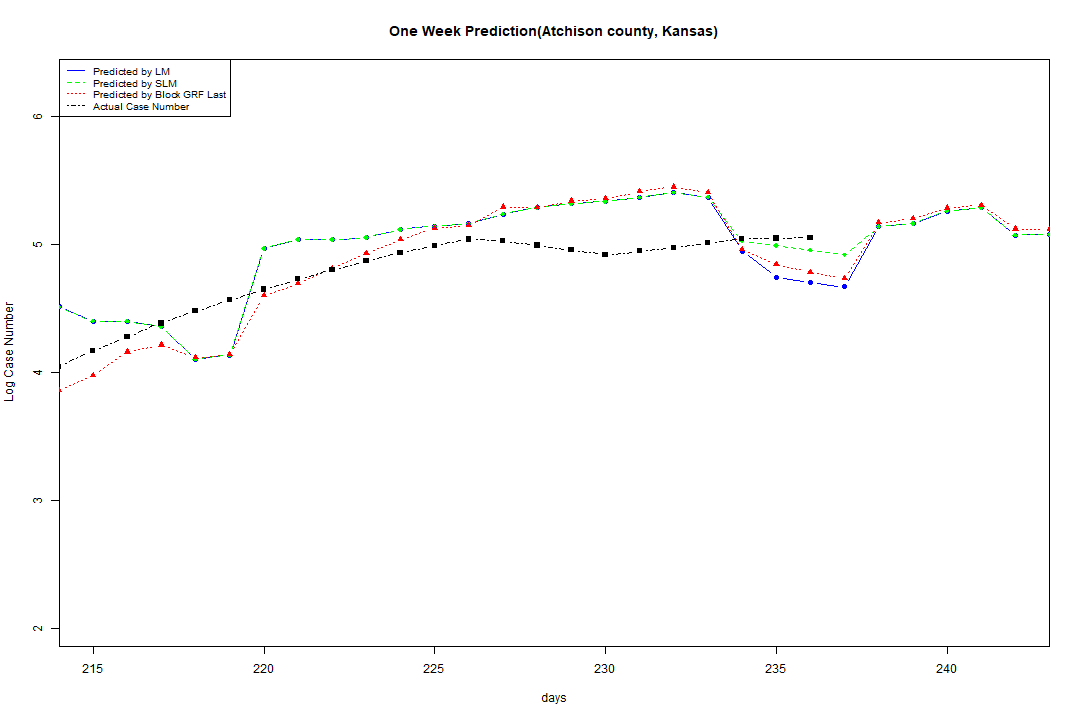 One Week Prediction(Atchison county, Kansas)
Predicted by LM
Predicted by SLM
Predicted by Block GRF Last
Actual Case Number
6
5
4
3
2
Log Case Number
215 220 225 230 235 240
days